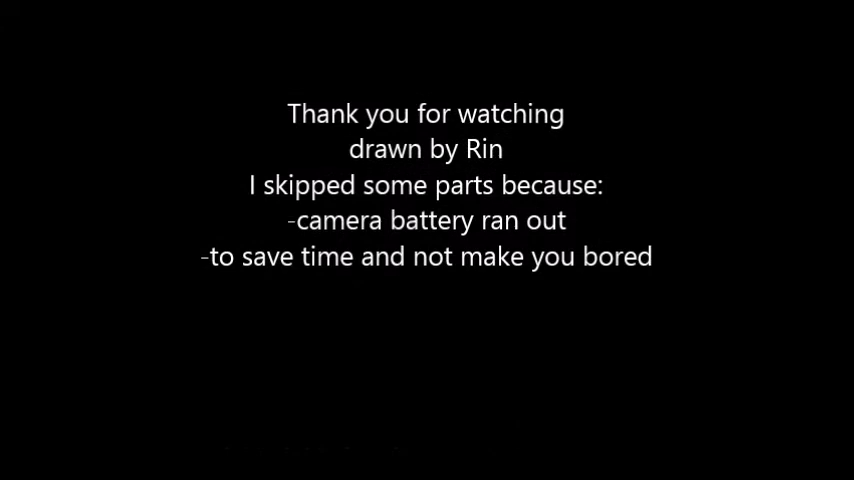 Thank you for watching
drawn by Rin
I skipped some parts because:
-camera battery ran out
-to save time and not make you bored